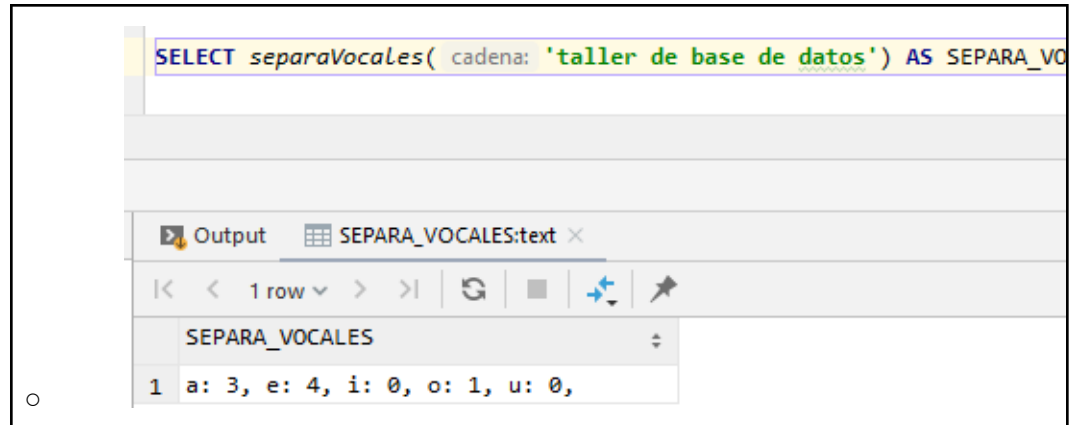 SELECT separaVocales( cadena: 'taller de base de datos') AS SEPARA_VO
Output SEPARA_VOCALES:text
1 row
SEPARA_VOCALES
1 a: 3, e: 4, i: 0, o: 1, u: 0,